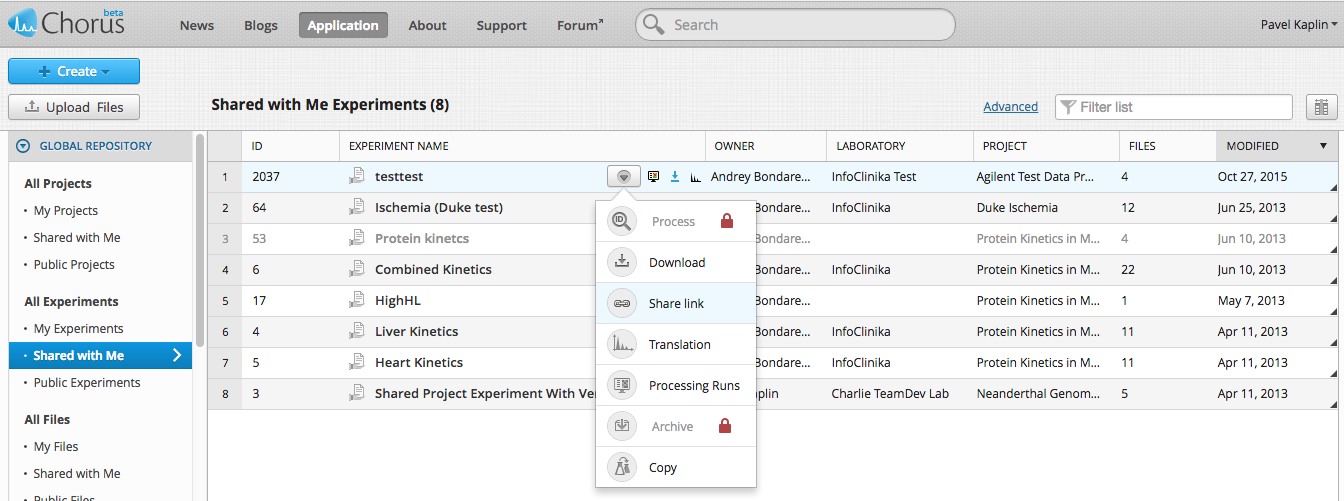 Chorus beta News Blogs Application About Support Forum Search Pavel Kaplin
+ Create
Upload Files
Shared with Me Experiments (8) Advanced Filter list
GLOBAL REPOSITORY
All Projects
· My Projects
· Shared with Me
· Public Projects
All Experiments
· My Experiments
· Shared with Me
· Public Experiments
All Files
· My Files
· Shared with Me
· Public Files
ID EXPERIMENT NAME OWNER LABORATORY PROJECT FILES MODIFIED
1 2037 testtest Andrey Bondare... InfoClinika Test Agilent Test Data Pr... 4 Oct 27, 2015
2 64 Ischemia (Duke test) Bondare... InfoClinika Duke Ischemia 12 Jun 25, 2013
3 53 Protein kinetcs Bondare... Protein Kinetics in M... 4 Jun 10, 2013
4 6 Combined Kinetics Bondare... InfoClinika Protein Kinetics in M... 22 Jun 10, 2013
5 17 HighHL Bondare... Protein Kinetics in M... 1 May 7, 2013
6 4 Liver Kinetics Bondare... InfoClinika Protein Kinetics in M... 11 Apr 11, 2013
7 5 Heart Kinetics Bondare... InfoClinika Protein Kinetics in M... 11 Apr 11, 2013
8 3 Shared Project Experiment With Ve plin Charlie TeamDev Lab Neanderthal Genom... 5 Apr 11, 2013
ID Process
Download
Share link
Translation
Processing Runs
Archive
Copy